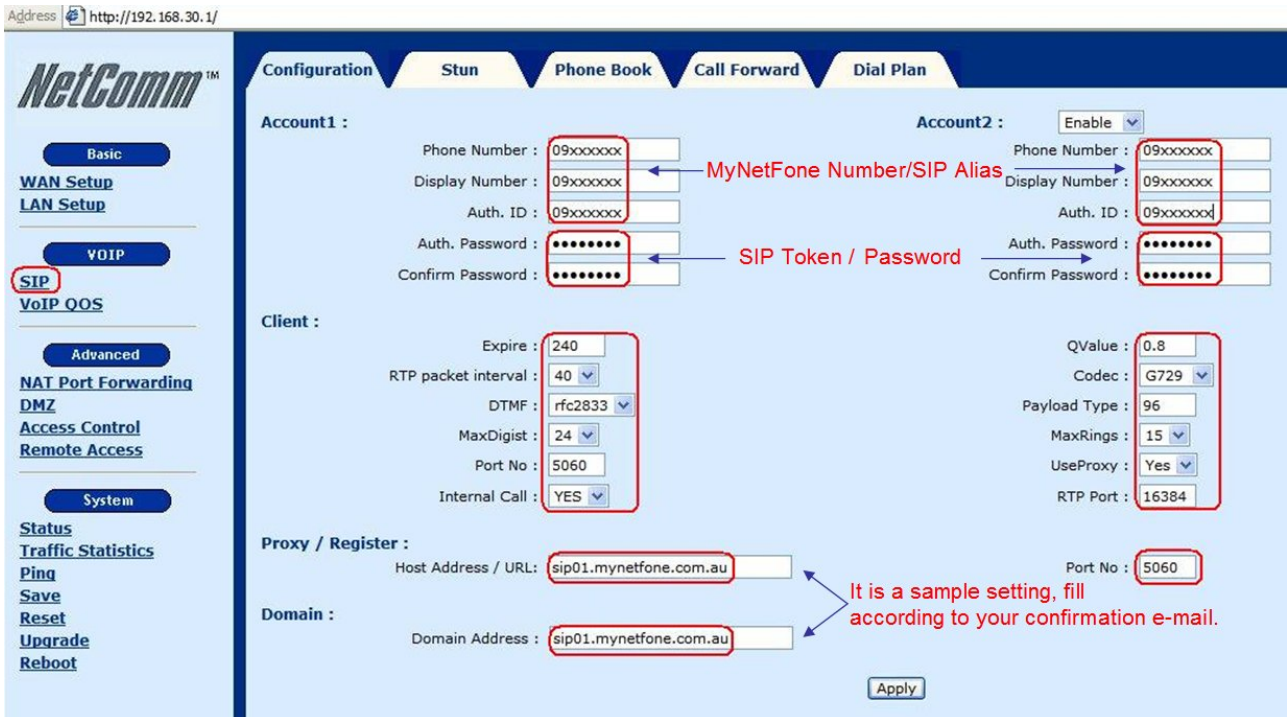 Address http://192.168.30.1/
NetComm™
Basic
WAN Setup
LAN Setup
VOIP
SIP
VoIP QOS
Advanced
NAT Port Forwarding
DMZ
Access Control
Remote Access
System
Status
Traffic Statistics
Ping
Save
Reset
Upgrade
Reboot
Configuration Stun Phone Book Call Forward Dial Plan
Account1 : Account2 : Enable
Phone Number : 09xxxxxx Phone Number : 09xxxxxx
MyNetFone Number/SIP Alias
Display Number : 09xxxxxx Display Number : 09xxxxxx
Auth. ID : 09xxxxxx Auth. ID : 09xxxxxx
Auth. Password : •••••••• Auth. Password : ••••••••
SIP Token / Password
Confirm Password : •••••••• Confirm Password : ••••••••
Client :
Expire : 240 QValue : 0.8
RTP packet interval : 40 Codec : G729
DTMF : rfc2833 Payload Type : 96
MaxDigist : 24 MaxRings : 15
Port No : 5060 UseProxy : Yes
Internal Call : YES RTP Port : 16384
Proxy / Register :
Host Address / URL: sip01.mynetfone.com.au Port No : 5060
It is a sample setting, fill
according to your confirmation e-mail.
Domain :
Domain Address : sip01.mynetfone.com.au
Apply